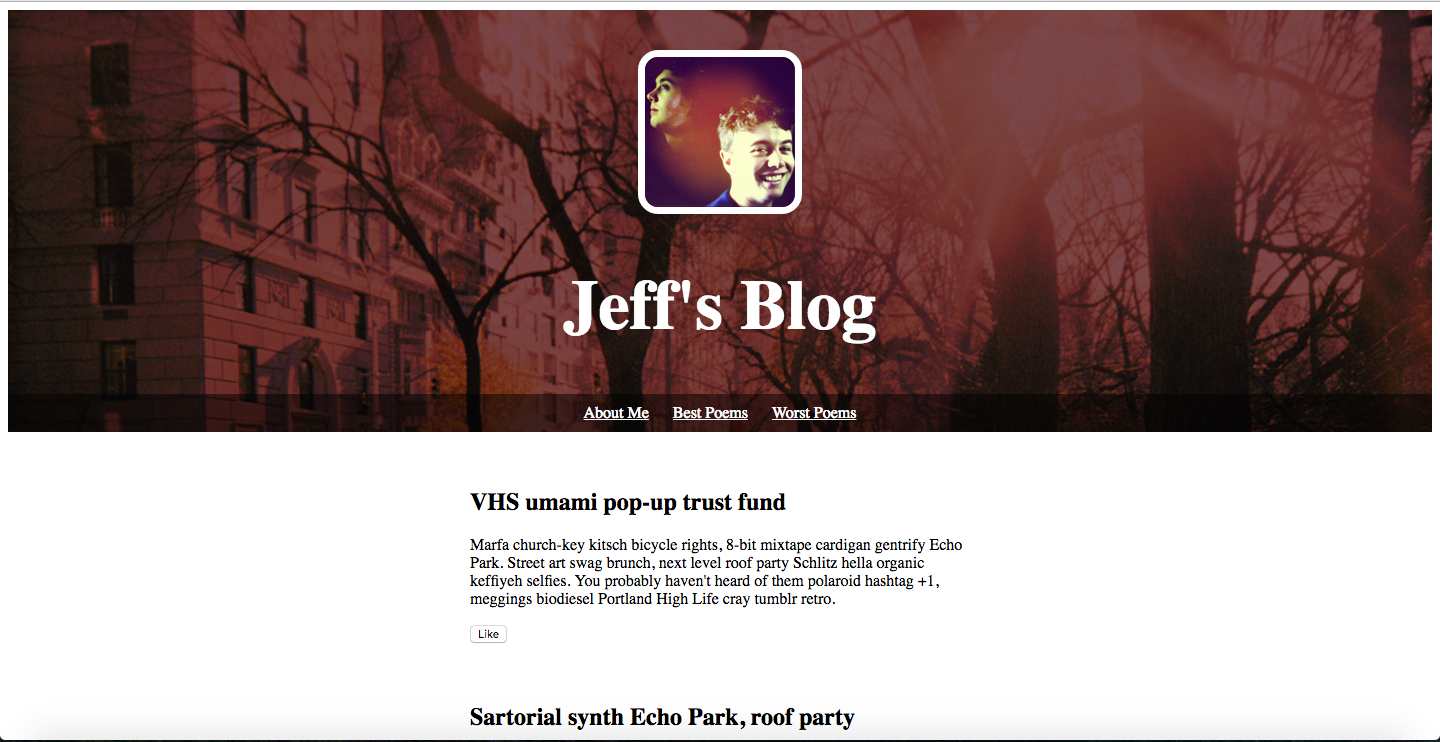 Jeff's Blog
About Me Best Poems Worst Poems
VHS umami pop-up trust fund
Marfa church-key kitsch bicycle rights, 8-bit mixtape cardigan gentrify Echo
Park. Street art swag brunch, next level roof party Schlitz hella organic
keffiyeh selfies. You probably haven't heard of them polaroid hashtag +1,
meggings biodiesel Portland High Life cray tumblr retro.
Like
Sartorial synth Echo Park, roof party